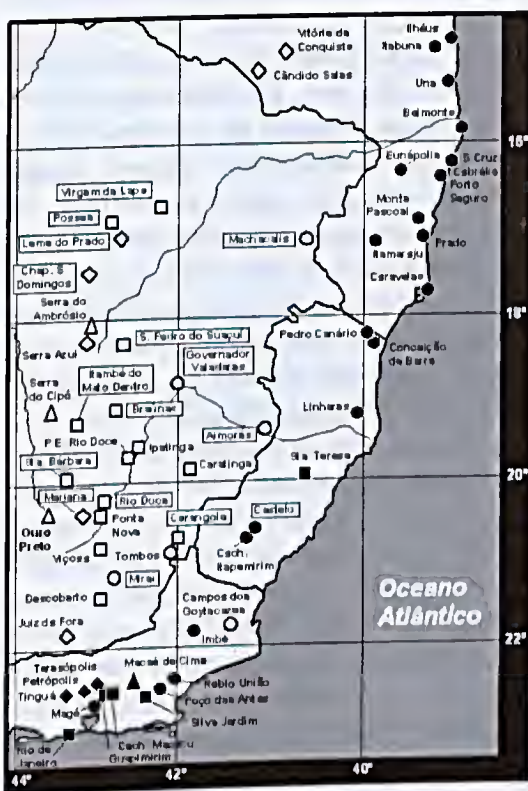 Ilhéus
Vitória da
Conquista
Itabuna
Cândido Salas
Una
Belmonte
16°
Eunápolis
S Cruz
Cabrália
Porto
Seguro
Virgem da Lapa
Posses
Monte
Pascoal
Leme do Prado
Machacalis
Prado
Itamaraju
Chap. S
Domingos
Caravelas
Serra do
Ambrósio
18°
S. Pedro do Suaçuí
Pedro Canário
Serra Azul
Governador
Valadares
Conceição
da Barra
Itambé do
Mato Dentro
Serra
do Cipó
Braúnas
Linhares
P.E. Rio Doce
Ipatinga
Aimorés
Sta Teresa
Sta Bárbara
Caratinga
20°
Mariana
Rio Doce
Castelo
Ouro
Preto
Ponte
Nova
Carangola
Viçosa
Tombos
Cach.
Itapemirim
Mirai
Descoberto
Campos dos
Goytacazes
Oceano
Atlântico
Juiz de Fora
Imbé
22°
Macaé de Cima
Teresópolis
Petrópolis
Rebio União
Tinguá
Poço das Antas
Magé
Silva Jardim
Rio de
Janeiro
Cach. Macacu
Guapimirim
44°
42°
40°